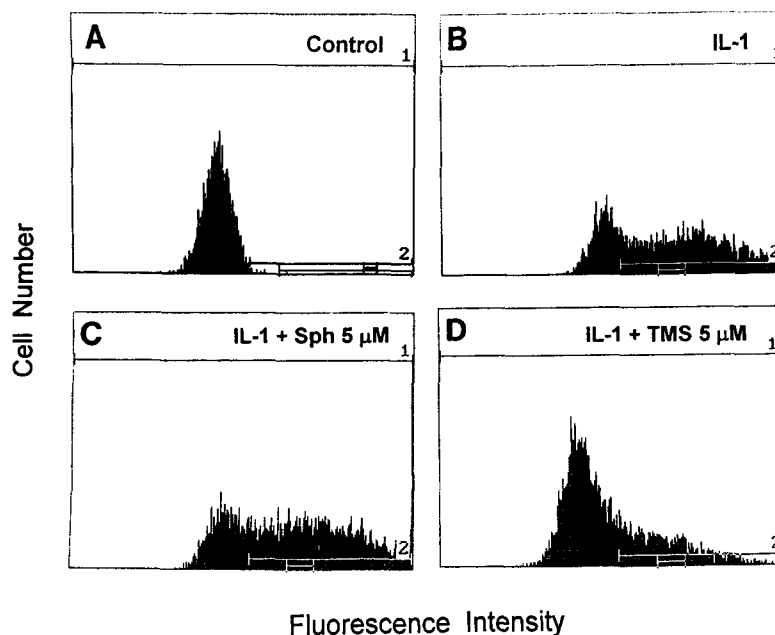 A
Control
1
2
B
IL-1
1
2
C
IL-1 + Sph 5 μM
1
2
D
IL-1 + TMS 5 μM
1
2
Cell Number
Fluorescence Intensity